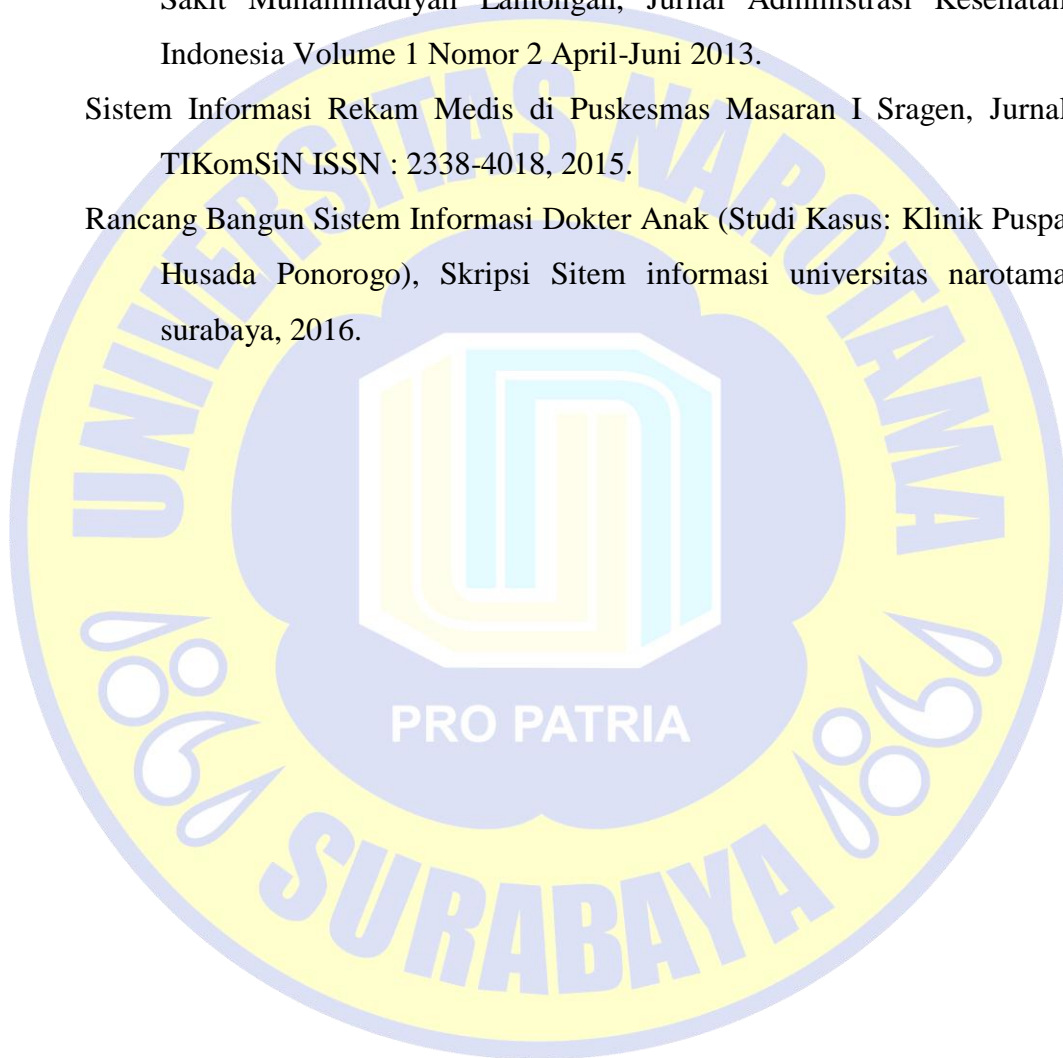 Sakit Muhammadiyah Lamongan, Jurnal Administrasi Kesehatan
Indonesia Volume 1 Nomor 2 April-Juni 2013.
Sistem Informasi Rekam Medis di Puskesmas Masaran I Sragen, Jurnal
TIKomSiN ISSN : 2338-4018, 2015.
Rancang Bangun Sistem Informasi Dokter Anak (Studi Kasus: Klinik Puspa
Husada Ponorogo), Skripsi Sitem informasi universitas narotama
surabaya, 2016.
UNIVERSITAS NAROTAMA
PRO PATRIA
SURABAYA